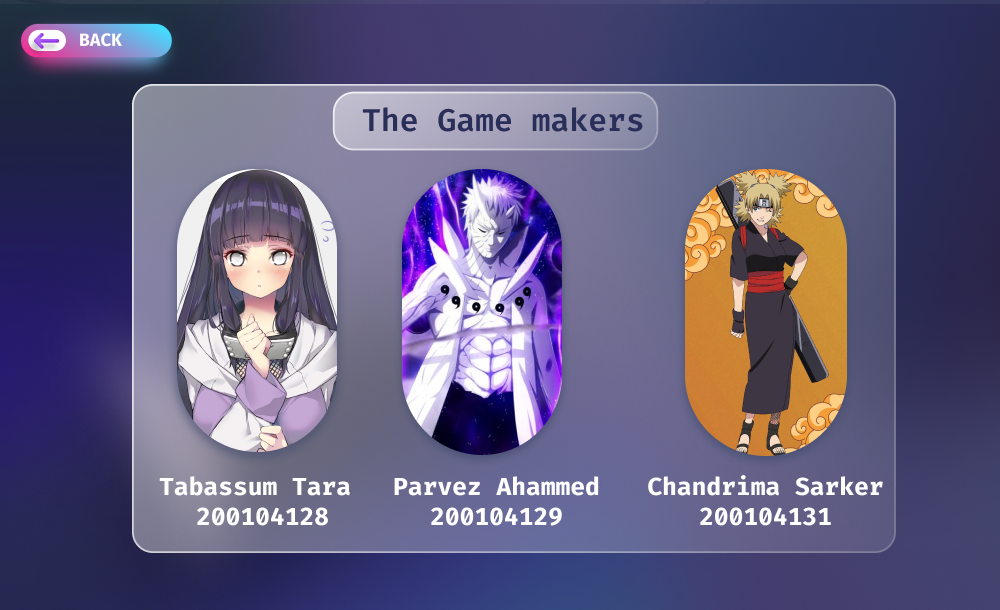 BACK
The Game makers
Tabassum Tara
200104128
Parvez Ahammed
200104129
Chandrima Sarker
200104131